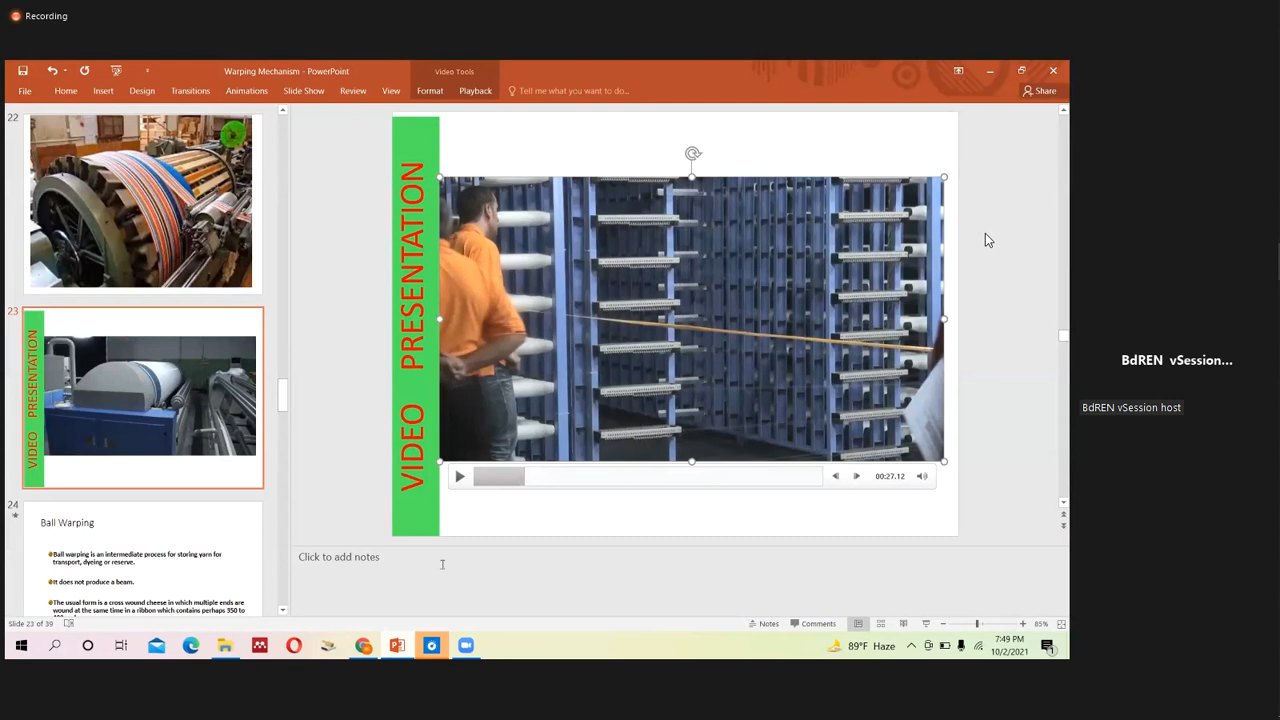 Recording
Warping Mechanism - PowerPoint
Video Tools
File Home Insert Design Transitions Animations Slide Show Review View Format Playback Tell me what you want to do... Share
22
23
VIDEO PRESENTATION
24
Ball Warping
Ball warping is an intermediate process for storing yarn for
transport, dyeing or reserve.
It does not produce a beam.
The usual form is a cross wound cheese in which multiple ends are
wound at the same time in a ribbon which contains perhaps 350 to
VIDEO PRESENTATION
00:27.12
Click to add notes
BdREN vSession...
BdREN vSession host
Slide 23 of 39
Notes Comments 85%
89°F Haze
7:49 PM
10/2/2021
1